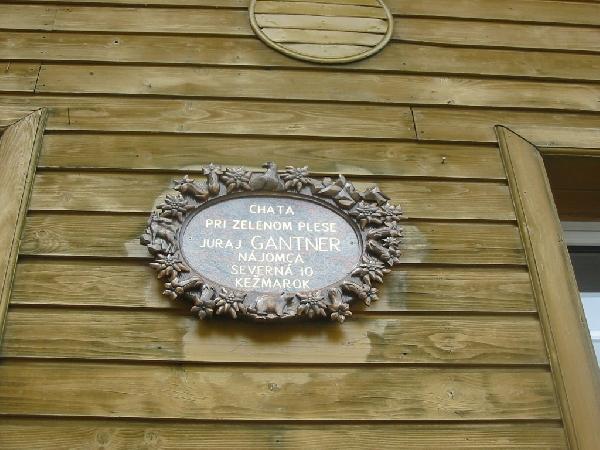 CHATA
PRI ZELENOM PLESE
JURAJ GANTNER
NÁJOMCA
SEVERNÁ 10
KEŽMAROK